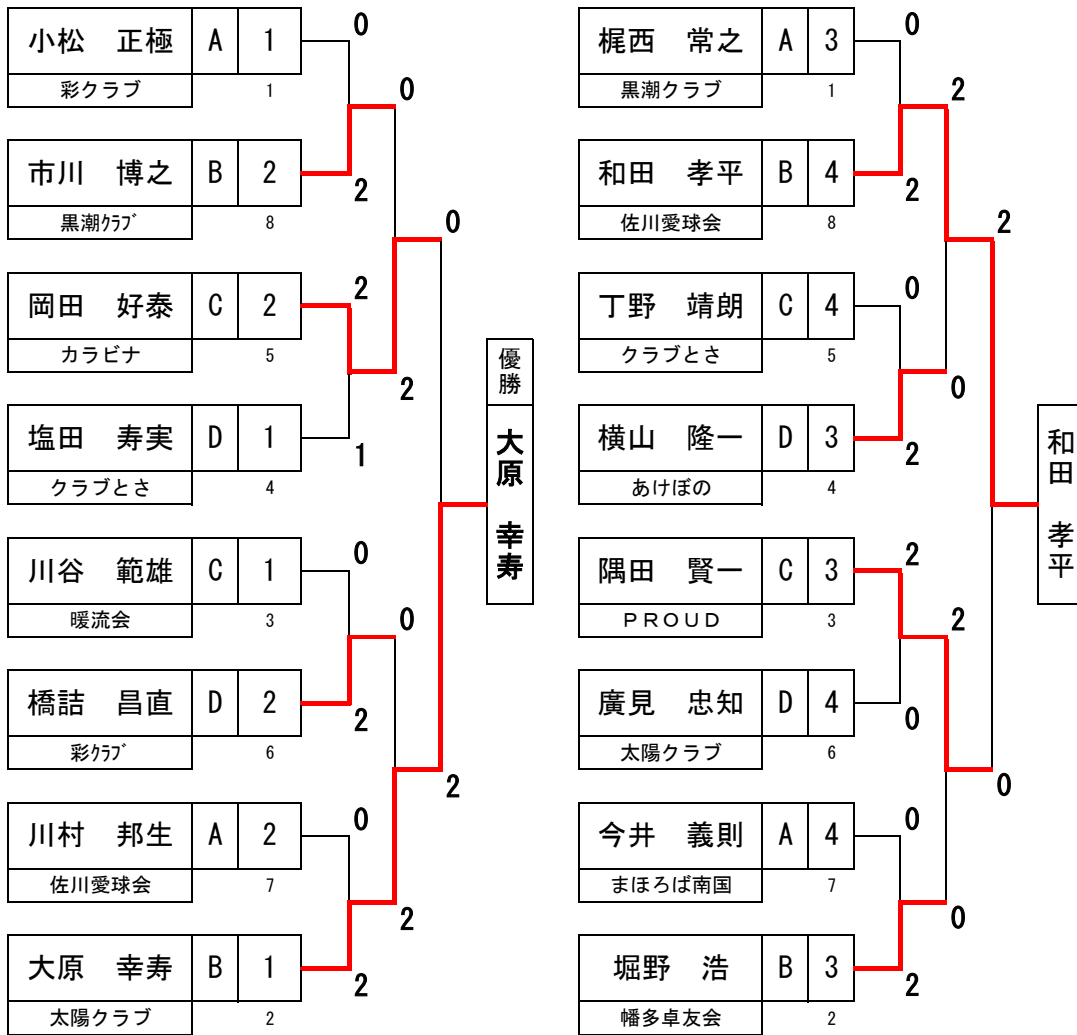 小松　正極 A 1
彩クラブ 1
0
0
市川　博之 B 2
黒潮ｸﾗﾌﾞ 8
2
0
岡田　好泰 C 2
カラビナ 5
2
2
塩田　寿実 D 1
クラブとさ 4
1
川谷　範雄 C 1
暖流会 3
0
0
橋詰　昌直 D 2
彩ｸﾗﾌﾞ 6
2
2
川村　邦生 A 2
佐川愛球会 7
0
2
大原　幸寿 B 1
太陽クラブ 2
2
優勝
大原　幸寿
梶西　常之 A 3
黒潮クラブ 1
0
2
和田　孝平 B 4
佐川愛球会 8
2
2
丁野　靖朗 C 4
クラブとさ 5
0
0
横山　隆一 D 3
あけぼの 4
2
隅田　賢一 C 3
ＰＲＯＵＤ 3
2
2
廣見　忠知 D 4
太陽クラブ 6
0
0
今井　義則 A 4
まほろば南国 7
0
0
堀野　浩 B 3
幡多卓友会 2
2
和田　孝平